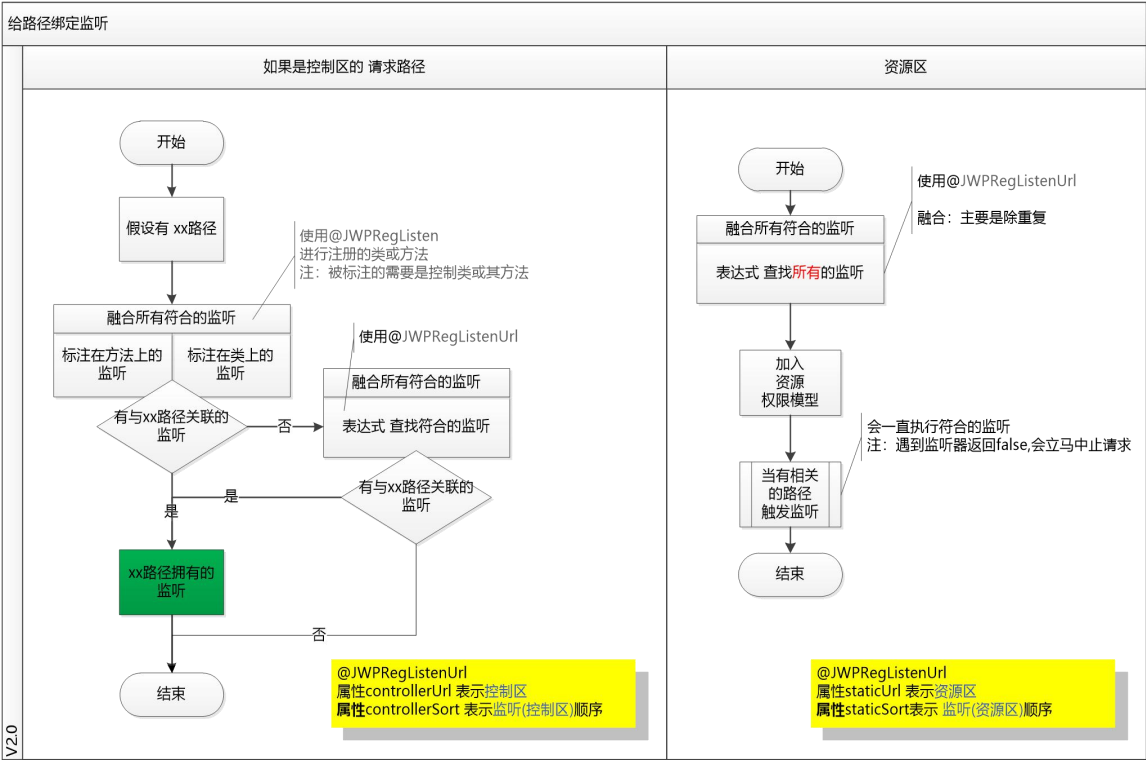 给路径绑定监听
如果是控制区的 请求路径
资源区
开始
假设有 xx路径
使用@JWPRegListen
进行注册的类或方法
注：被标注的需要是控制类或其方法
融合所有符合的监听
标注在方法上的
监听
标注在类上的
监听
使用@JWPRegListenUrl
融合所有符合的监听
表达式 查找符合的监听
有与xx路径关联的
监听
否
有与xx路径关联的
监听
是
是
xx路径拥有的
监听
否
结束
@JWPRegListenUrl
属性controllerUrl 表示控制区
属性controllerSort 表示监听(控制区)顺序
开始
使用@JWPRegListenUrl
融合：主要是除重复
融合所有符合的监听
表达式 查找所有的监听
加入
资源
权限模型
会一直执行符合的监听
注：遇到监听器返回false,会立马中止请求
当有相关
的路径
触发监听
结束
@JWPRegListenUrl
属性staticUrl 表示资源区
属性staticSort表示 监听(资源区)顺序
V2.0